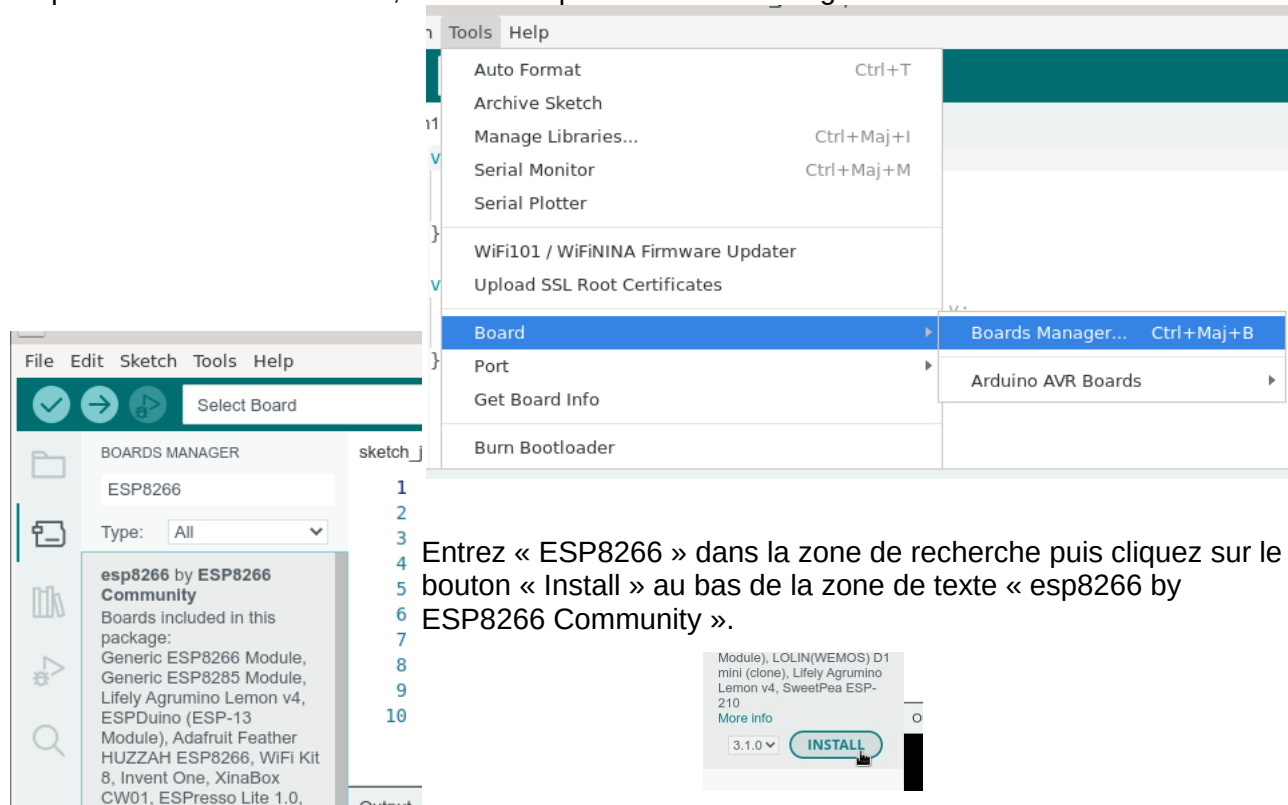 Tools Help
Auto Format Ctrl+T
Archive Sketch
Manage Libraries... Ctrl+Maj+I
Serial Monitor Ctrl+Maj+M
Serial Plotter
WiFi101 / WiFiNINA Firmware Updater
Upload SSL Root Certificates
Board
Boards Manager... Ctrl+Maj+B
Port
Arduino AVR Boards
Get Board Info
Burn Bootloader
File Edit Sketch Tools Help
Select Board
BOARDS MANAGER
sketch_j
ESP8266
Type: All
esp8266 by ESP8266
Community
Boards included in this
package:
Generic ESP8266 Module,
Generic ESP8285 Module,
Lifely Agrumino Lemon v4,
ESPDuino (ESP-13
Module), Adafruit Feather
HUZZAH ESP8266, WiFi Kit
8, Invent One, XinaBox
CW01, ESPresso Lite 1.0,
1
2
3
4
5
6
7
8
9
10
Output
Entrez « ESP8266 » dans la zone de recherche puis cliquez sur le
bouton « Install » au bas de la zone de texte « esp8266 by
ESP8266 Community ».
Module), LOLIN(WEMOS) D1
mini (clone), Lifely Agrumino
Lemon v4, SweetPea ESP-
210
More info
3.1.0 INSTALL